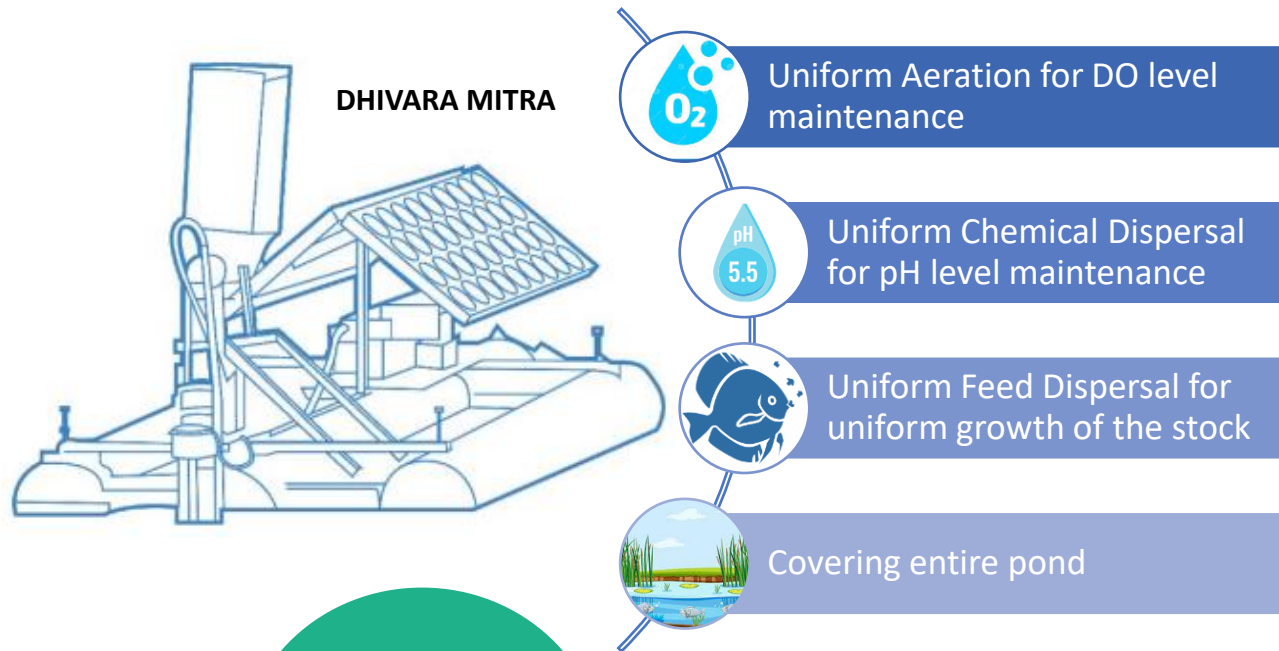 DHIVARA MITRA
O2
Uniform Aeration for DO level
maintenance
pH
5.5
Uniform Chemical Dispersal
for pH level maintenance
Uniform Feed Dispersal for
uniform growth of the stock
Covering entire pond